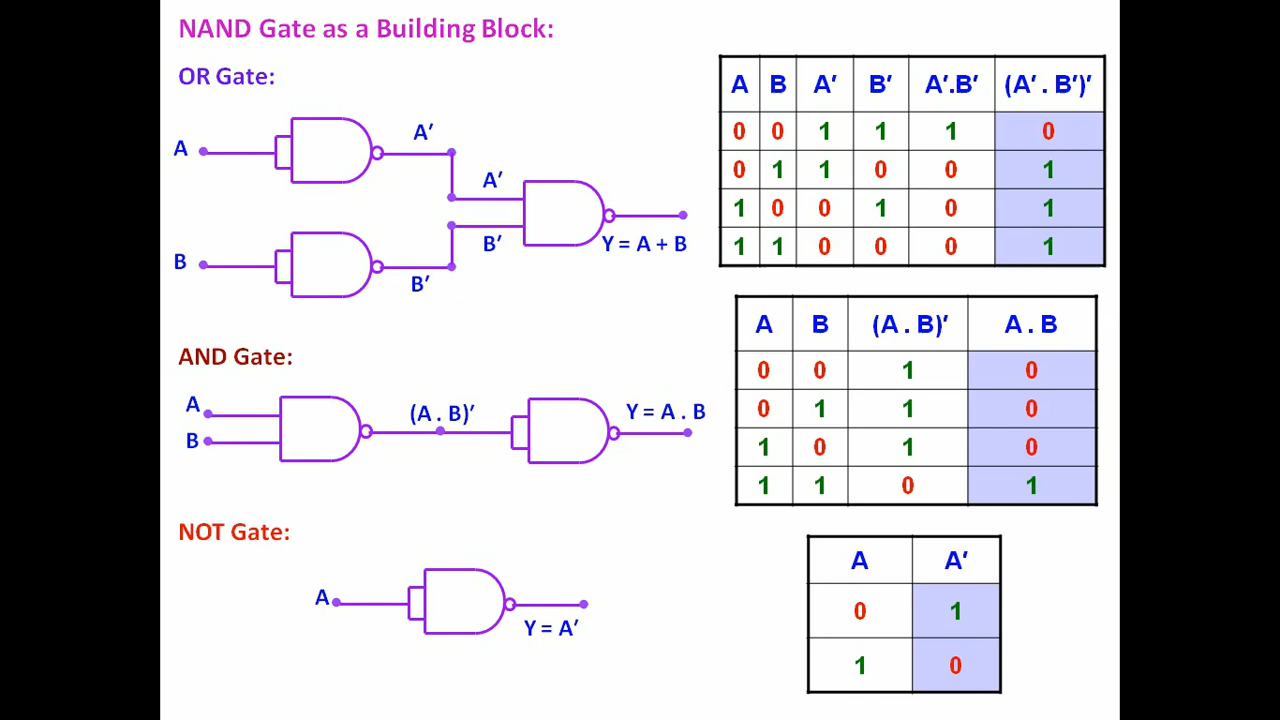 NAND Gate as a Building Block:
OR Gate:
A
A′
A′
B′
Y = A + B
B
B′
A B A′ B′ A′.B′ (A′ . B′)′
0 0 1 1 1 0
0 1 1 0 0 1
1 0 0 1 0 1
1 1 0 0 0 1
AND Gate:
A
B
(A . B)′
Y = A . B
A B (A . B)′ A . B
0 0 1 0
0 1 1 0
1 0 1 0
1 1 0 1
NOT Gate:
A
Y = A′
A A′
0 1
1 0